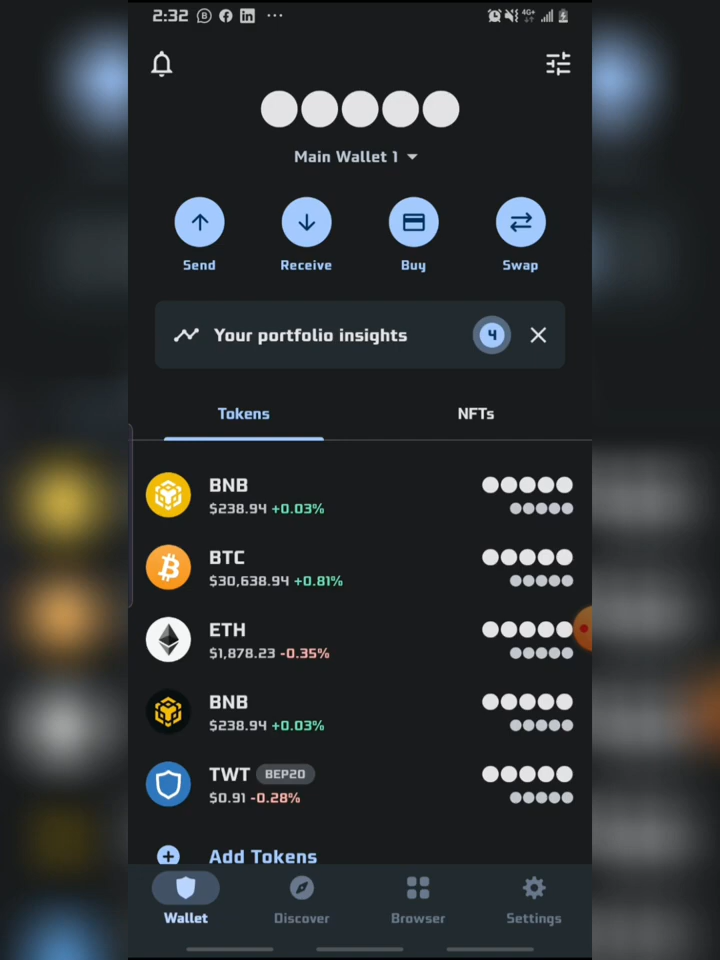 2:32
4G+
Main Wallet 1
Send
Receive
Buy
Swap
Your portfolio insights
4
Tokens
NFTs
BNB
$238.94 +0.03%
BTC
$30,638.94 +0.81%
ETH
$1,878.23 -0.35%
BNB
$238.94 +0.03%
TWT BEP20
$0.91 -0.28%
Add Tokens
Wallet
Discover
Browser
Settings